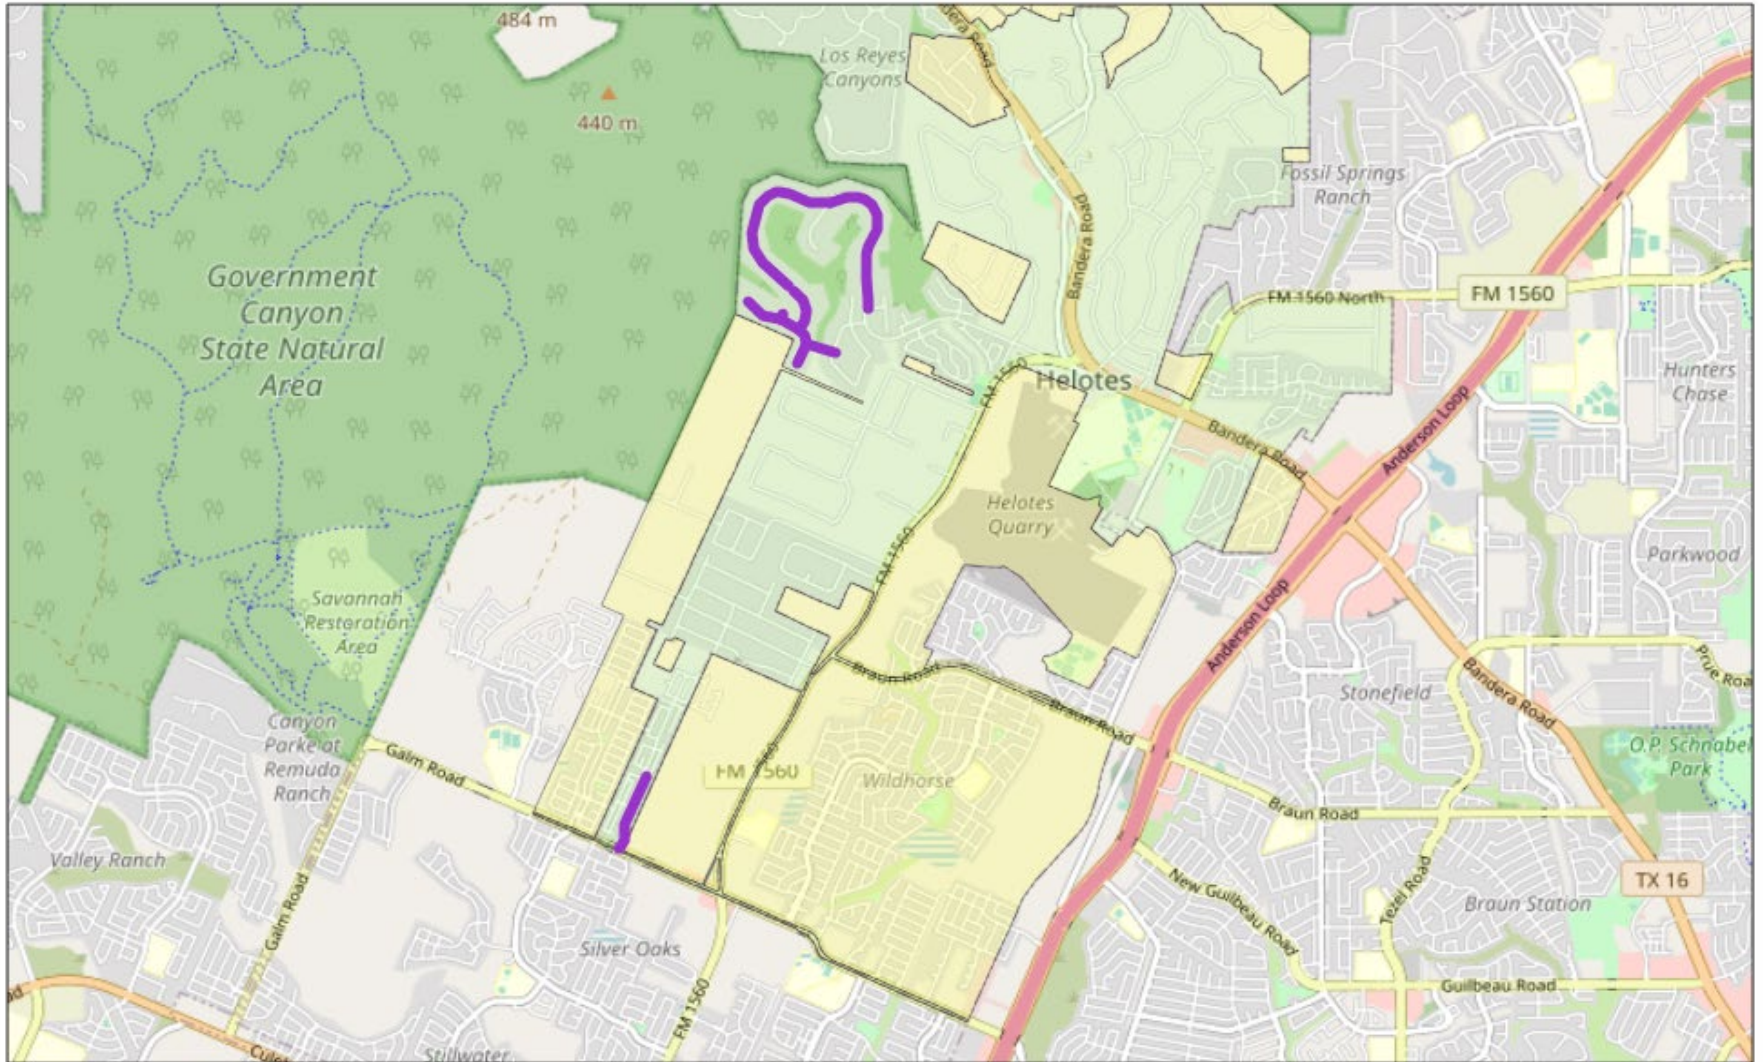 484 m
dera Road
Los Reyes
Canyons
440 m
Fossil Springs
Ranch
Bandera Road
Government
Canyon
State Natural
Area
FM 1560 North
FM 1560
Hunters
Chase
FM 1560
Helotes
Anderson Loop
Bandera Road
Helotes
Quarry
FM 1560
Parkwood
Savannah
Restoration
Area
Anderson Loop
Braun Road
Prue Roa
Bandera Road
Stonefield
Braun Road
Canyon
Parke at
Remuda
Ranch
Galm Road
O.P. Schnabel
Park
FM 1560
Wildhorse
Braun Road
Valley Ranch
TX 16
Galm Road
New Guilbeau Road
Tezel Road
Braun Station
Silver Oaks
Guilbeau Road
FM 1560
Stillwater